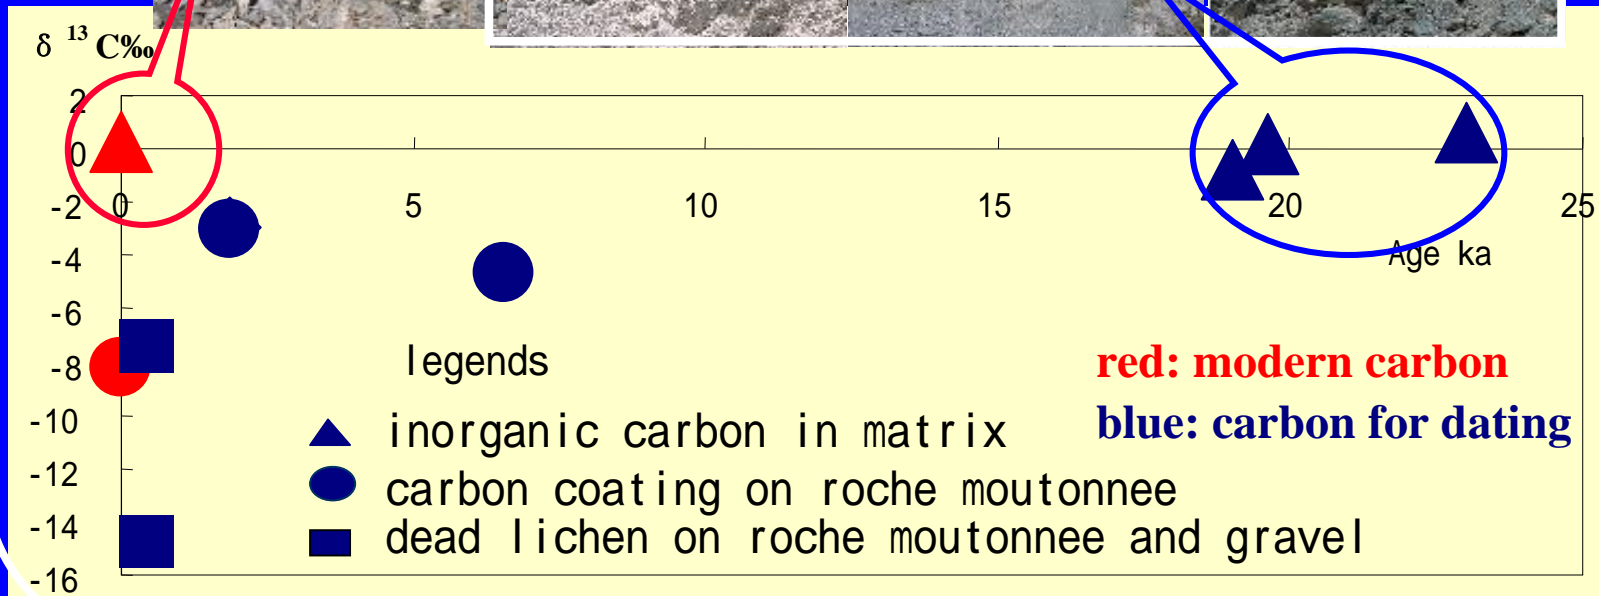 δ ¹³ C‰
2
0
-2
-4
-6
-8
-10
-12
-14
-16
0 5 10 15 20 25
Age ka
legends
inorganic carbon in matrix
carbon coating on roche moutonnee
dead lichen on roche moutonnee and gravel
red: modern carbon
blue: carbon for dating